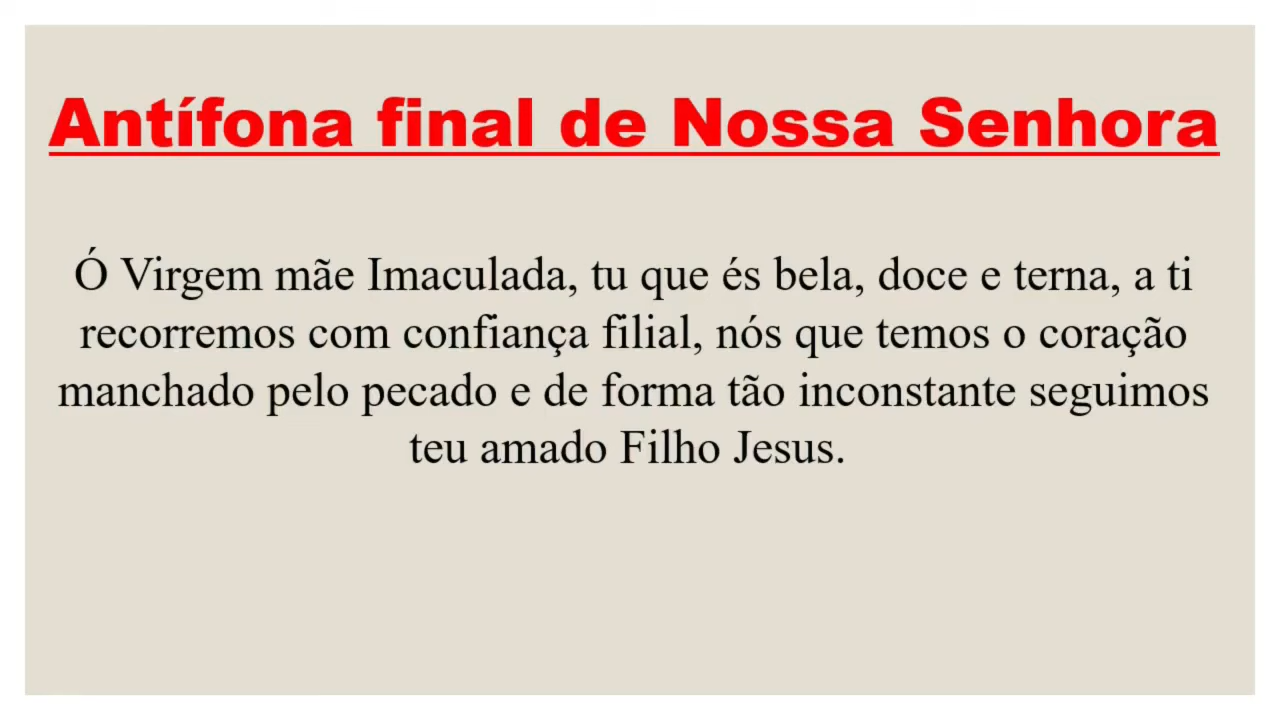 Antífona final de Nossa Senhora
Ó Virgem mãe Imaculada, tu que és bela, doce e terna, a ti
recorremos com confiança filial, nós que temos o coração
manchado pelo pecado e de forma tão inconstante seguimos
teu amado Filho Jesus.